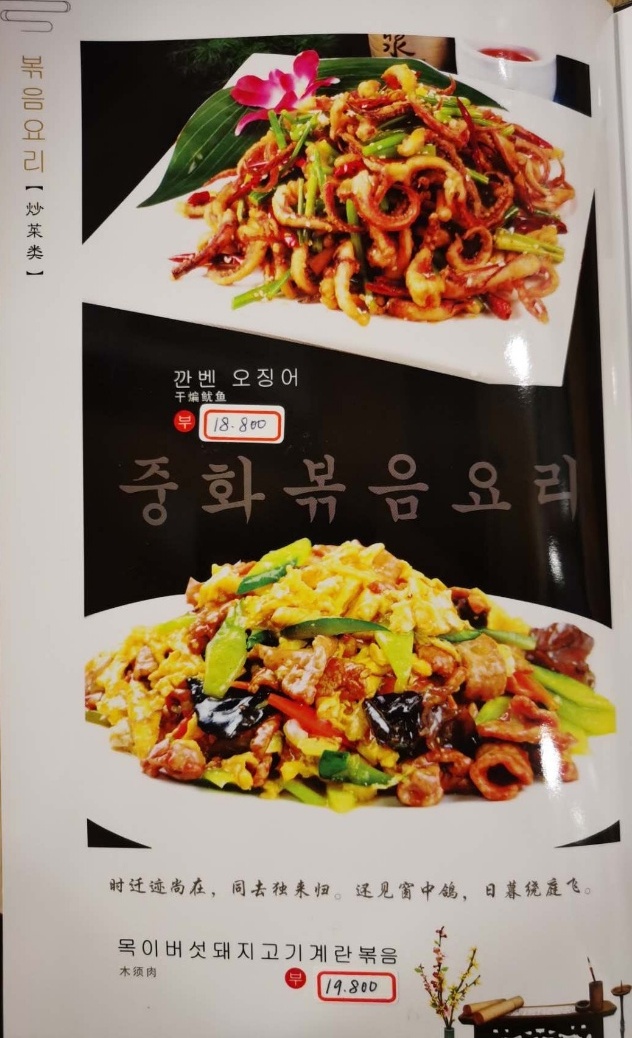 볶음요리【炒菜类】
浆
깐벤 오징어
干煸鱿鱼
부 18.800
중화볶음요리
时迁迹尚在，同去独来归。还见窗中鸽，日暮绕庭飞。
목이버섯돼지고기계란볶음
木须肉
부 19.800